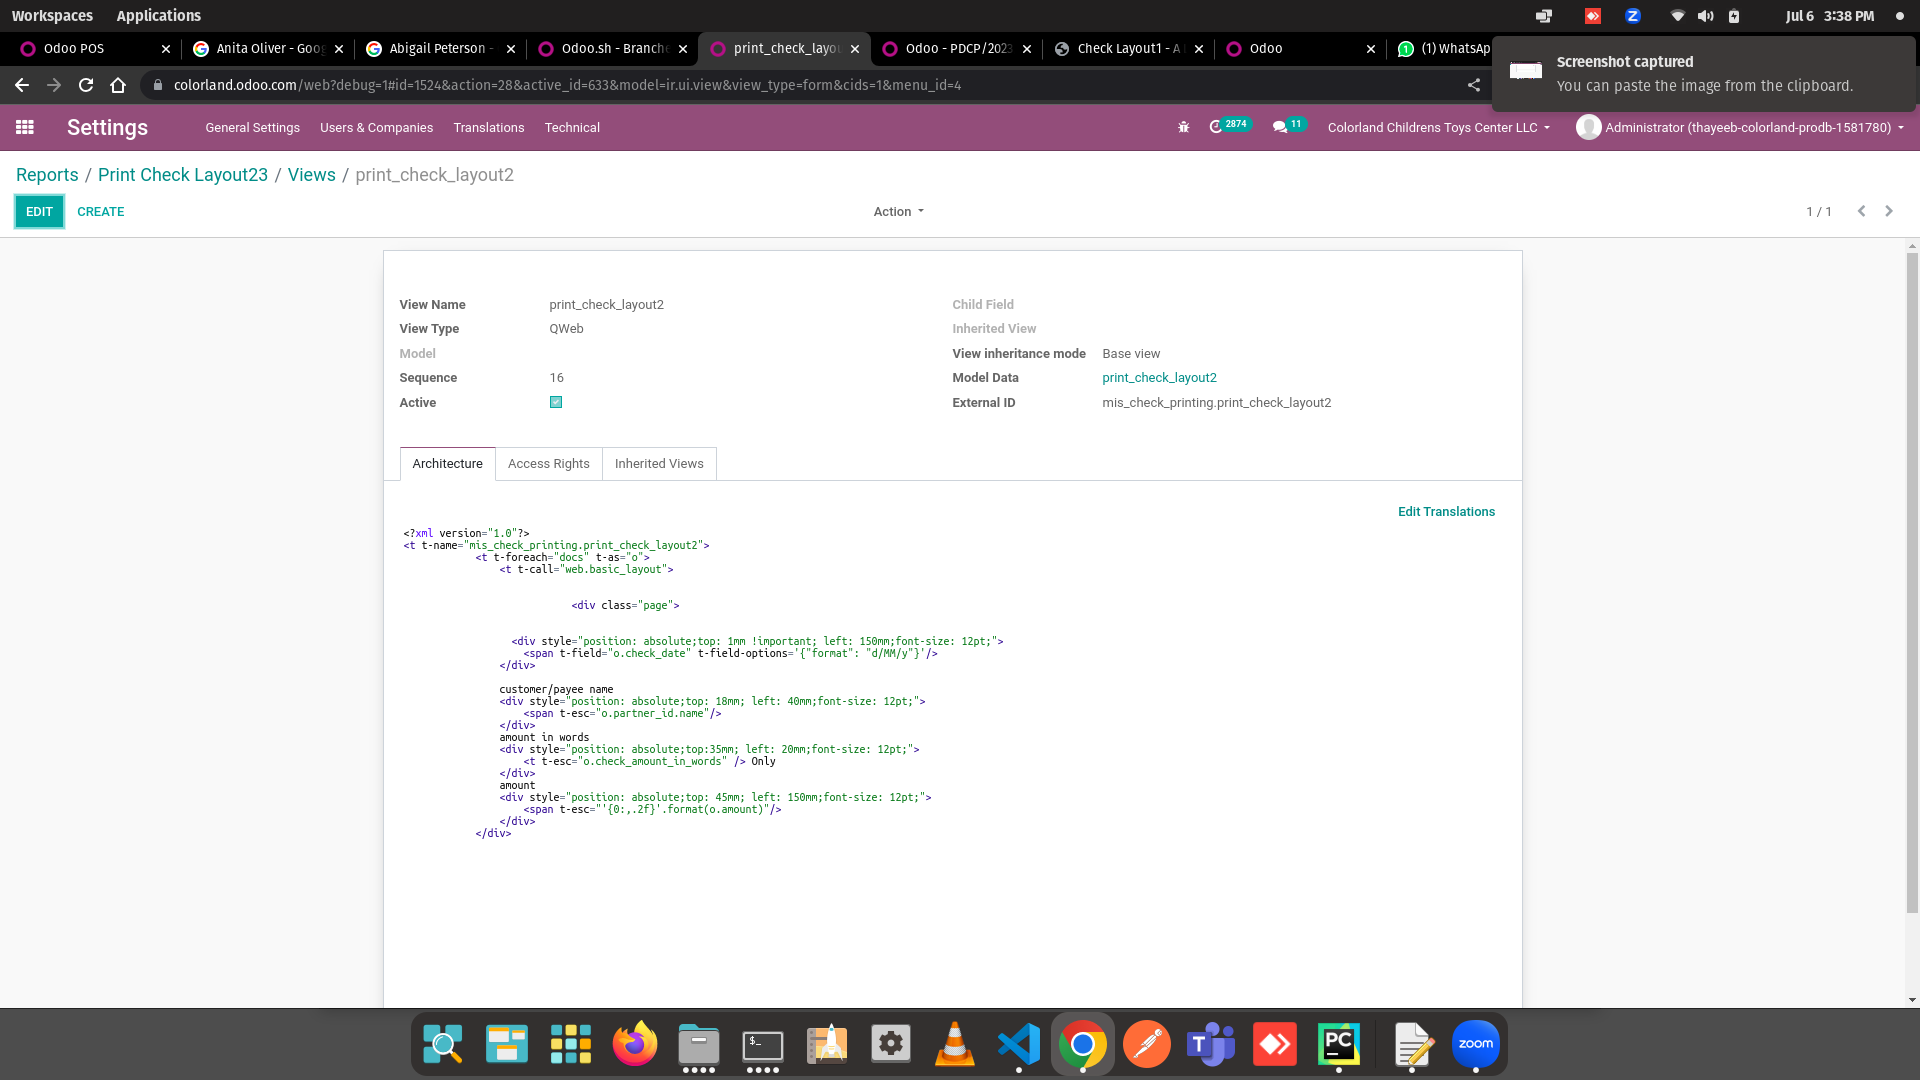 Workspaces Applications Jul 6 3:38 PM
Odoo POS Anita Oliver - Goog Abigail Peterson - Odoo.sh - Branche print_check_layou Odoo - PDCP/2023 Check Layout1 - A Odoo (1) WhatsAp
Screenshot captured
You can paste the image from the clipboard.
colorland.odoo.com/web?debug=1#id=1524&action=28&active_id=633&model=ir.ui.view&view_type=form&cids=1&menu_id=4
Settings General Settings Users & Companies Translations Technical 2874 11 Colorland Childrens Toys Center LLC Administrator (thayeeb-colorland-prodb-1581780)
Reports / Print Check Layout23 / Views / print_check_layout2
EDIT CREATE Action 1 / 1
View Name print_check_layout2 Child Field
View Type QWeb Inherited View
Model View inheritance mode Base view
Sequence 16 Model Data print_check_layout2
Active External ID mis_check_printing.print_check_layout2
Architecture Access Rights Inherited Views
Edit Translations
<?xml version="1.0"?>
<t t-name="mis_check_printing.print_check_layout2">
<t t-foreach="docs" t-as="o">
<t t-call="web.basic_layout">
<div class="page">
<div style="position: absolute;top: 1mm !important; left: 150mm;font-size: 12pt;">
<span t-field="o.check_date" t-field-options='{"format": "d/MM/y"}'/>
</div>
customer/payee name
<div style="position: absolute;top: 18mm; left: 40mm;font-size: 12pt;">
<span t-esc="o.partner_id.name"/>
</div>
amount in words
<div style="position: absolute;top:35mm; left: 20mm;font-size: 12pt;">
<t t-esc="o.check_amount_in_words" /> Only
</div>
amount
<div style="position: absolute;top: 45mm; left: 150mm;font-size: 12pt;">
<span t-esc="'{0:,.2f}'.format(o.amount)"/>
</div>
</div>
$_ T PC zoom